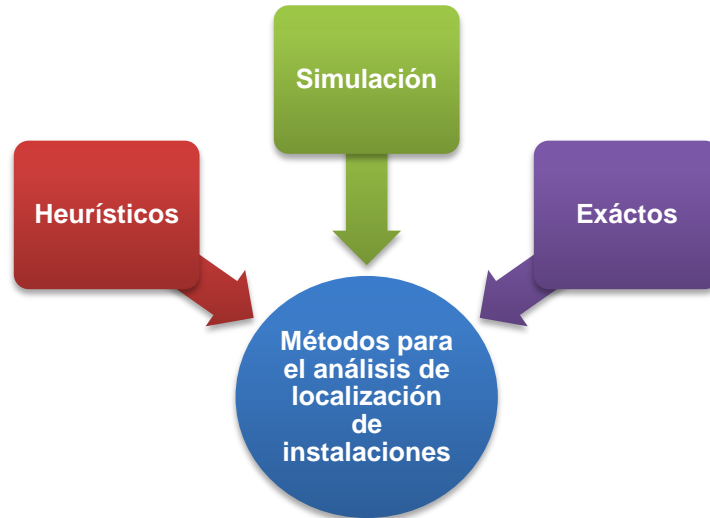 Simulación
Heurísticos
Exáctos
Métodos para
el análisis de
localización
de
instalaciones